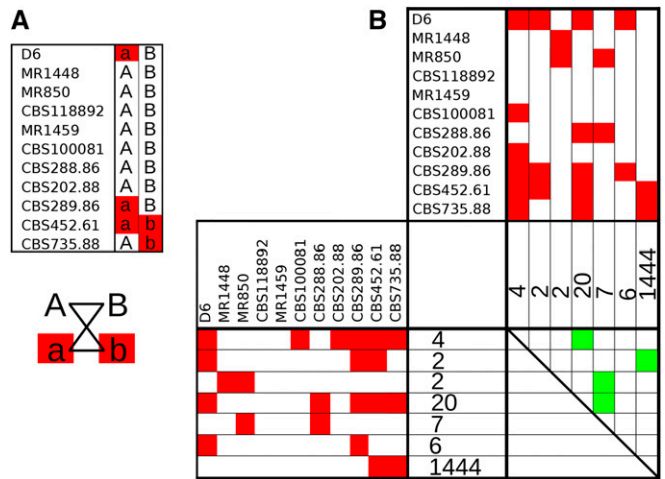 A
D6 a B
MR1448 A B
MR850 A B
CBS118892 A B
MR1459 A B
CBS100081 A B
CBS288.86 A B
CBS202.88 A B
CBS289.86 a B
CBS452.61 a b
CBS735.88 A b
A B
a b
B
D6
MR1448
MR850
CBS118892
MR1459
CBS100081
CBS288.86
CBS202.88
CBS289.86
CBS452.61
CBS735.88
D6 MR1448 MR850 CBS118892 MR1459 CBS100081 CBS288.86 CBS202.88 CBS289.86 CBS452.61 CBS735.88
4 2 2 20 7 6 1444
4
2
2
20
7
6
1444